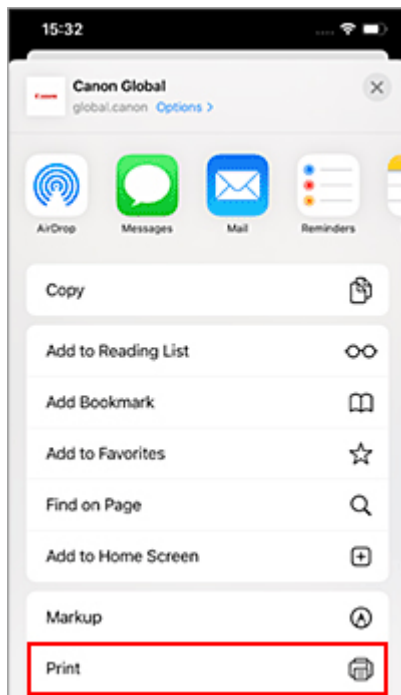 15:32
Canon
Canon Global
global.canon Options >
AirDrop Messages Mail Reminders
Copy
Add to Reading List
Add Bookmark
Add to Favorites
Find on Page
Add to Home Screen
Markup
Print